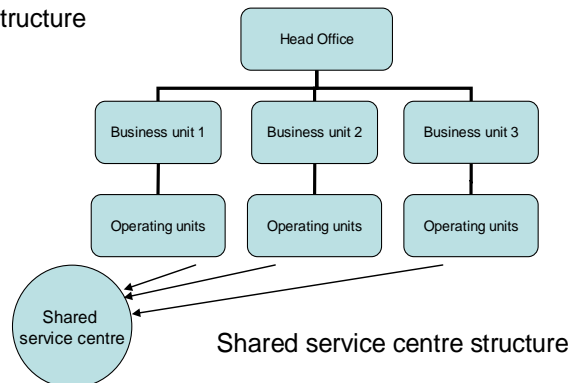 tructure
Head Office
Business unit 1
Business unit 2
Business unit 3
Operating units
Operating units
Operating units
Shared
service centre
Shared service centre structure